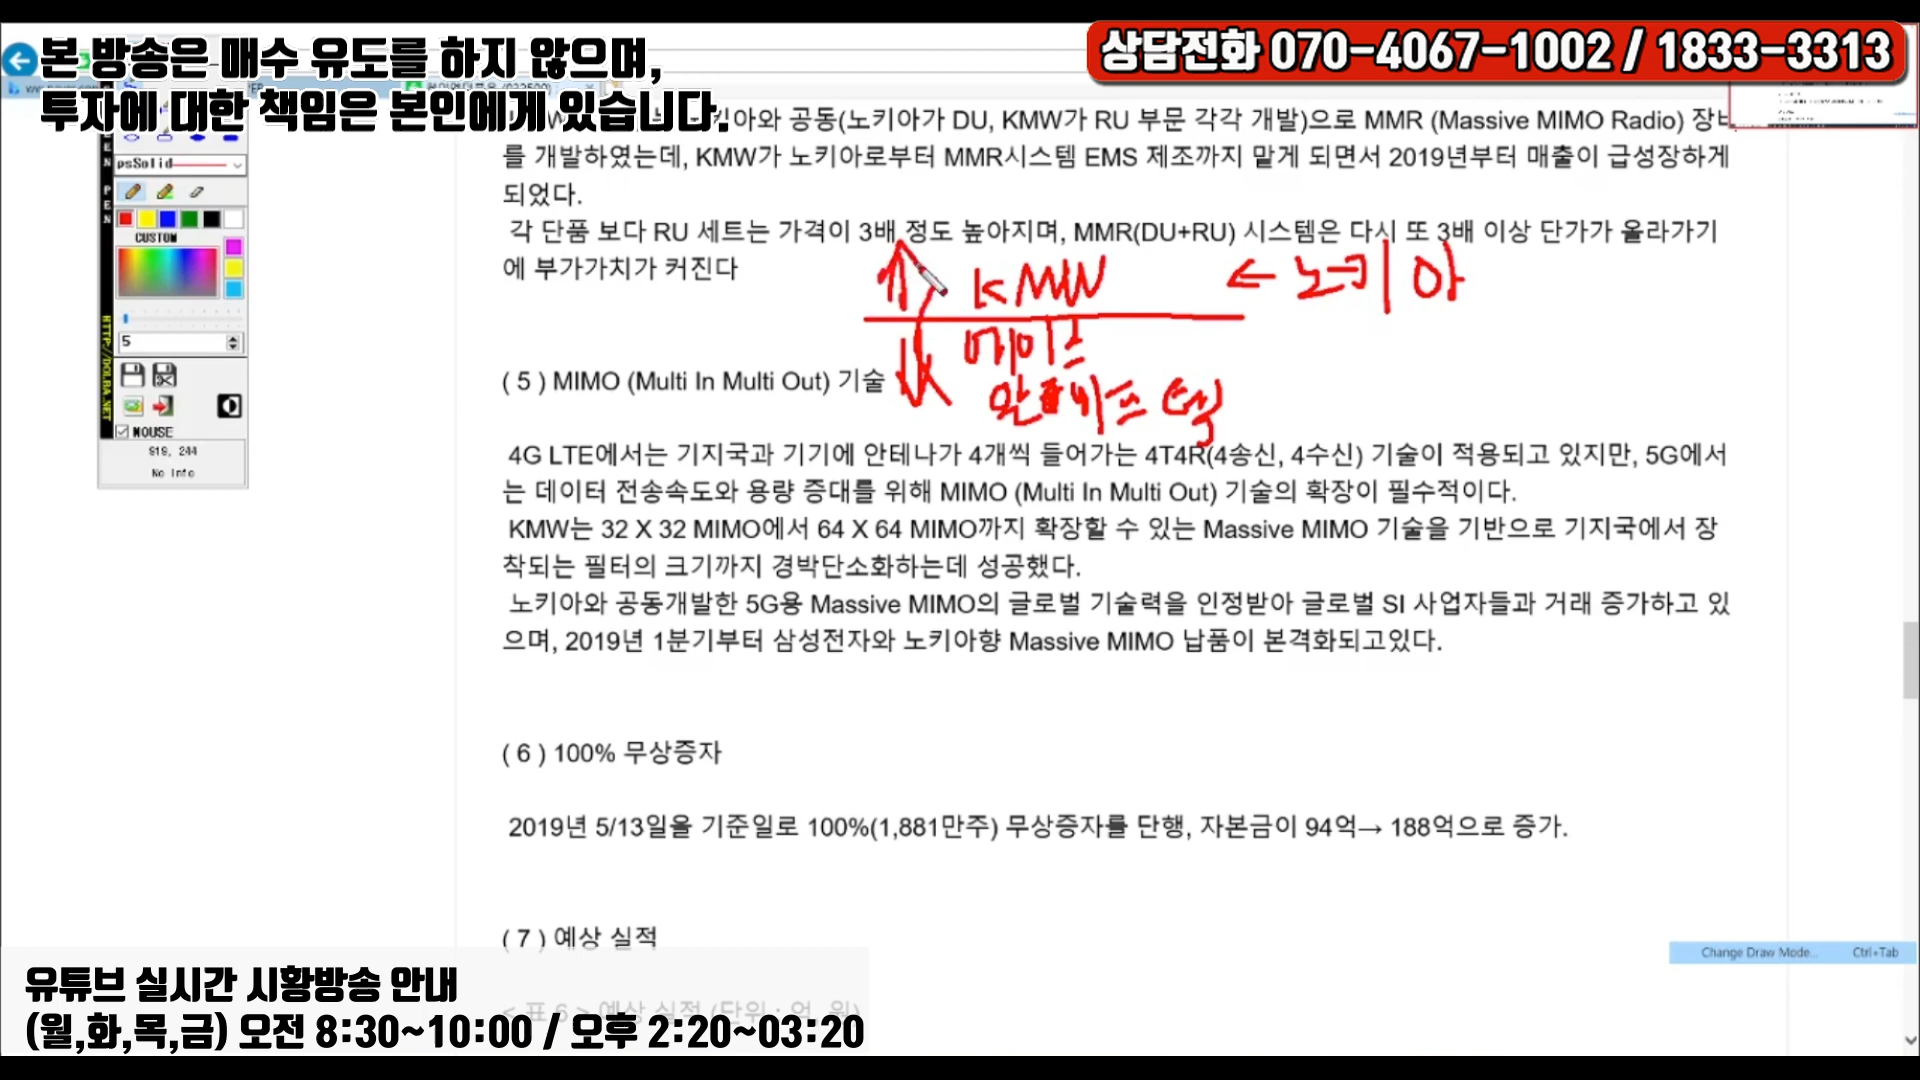 본 방송은 매수 유도를 하지 않으며,
투자에 대한 책임은 본인에게 있습니다.
상담전화 070-4067-1002 / 1833-3313
아와 공동(노키아가 DU, KMW가 RU 부문 각각 개발)으로 MMR (Massive MIMO Radio) 장비
를 개발하였는데, KMW가 노키아로부터 MMR시스템 EMS 제조까지 맡게 되면서 2019년부터 매출이 급성장하게
되었다.
각 단품 보다 RU 세트는 가격이 3배 정도 높아지며, MMR(DU+RU) 시스템은 다시 또 3배 이상 단가가 올라가기
에 부가가치가 커진다
KMW ← 노키아
에이스
( 5 ) MIMO (Multi In Multi Out) 기술
4G LTE에서는 기지국과 기기에 안테나가 4개씩 들어가는 4T4R(4송신, 4수신) 기술이 적용되고 있지만, 5G에서
는 데이터 전송속도와 용량 증대를 위해 MIMO (Multi In Multi Out) 기술의 확장이 필수적이다.
KMW는 32 X 32 MIMO에서 64 X 64 MIMO까지 확장할 수 있는 Massive MIMO 기술을 기반으로 기지국에서 장
착되는 필터의 크기까지 경박단소화하는데 성공했다.
노키아와 공동개발한 5G용 Massive MIMO의 글로벌 기술력을 인정받아 글로벌 SI 사업자들과 거래 증가하고 있
으며, 2019년 1분기부터 삼성전자와 노키아향 Massive MIMO 납품이 본격화되고있다.
( 6 ) 100% 무상증자
2019년 5/13일을 기준일로 100%(1,881만주) 무상증자를 단행, 자본금이 94억→ 188억으로 증가.
( 7 ) 예상 실적
< 표 6 > 예상 실적 (단위 : 억 원)
psSolid
CUSTOM
5
MOUSE
919, 244
No Info
HTTP://DOLBA.NET
Change Draw Mode... Ctrl+Tab
유튜브 실시간 시황방송 안내
(월,화,목,금) 오전 8:30~10:00 / 오후 2:20~03:20